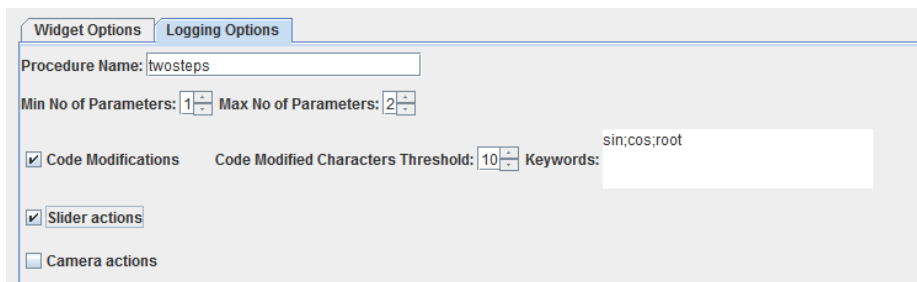 Widget Options Logging Options
Procedure Name: twosteps
Min No of Parameters: 1 Max No of Parameters: 2
Code Modifications Code Modified Characters Threshold: 10 Keywords: sin;cos;root
Slider actions
Camera actions